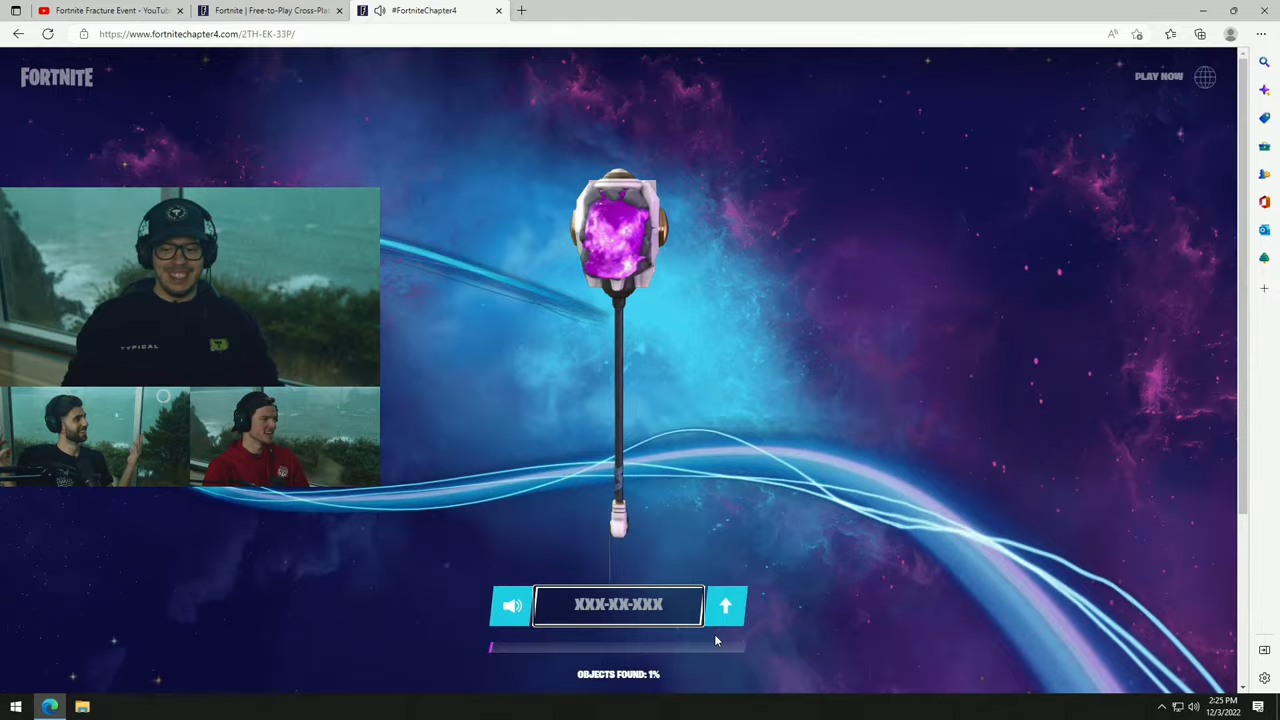 Fortnite Fracture Event - YouTub
Fortnite | Free-to-Play Cross-Pla
#FortniteChapter4
https://www.fortnitechapter4.com/2TH-EK-33P/
FORTNITE
PLAY NOW
TYPICAL
XXX-XX-XXX
OBJECTS FOUND: 1%
2:25 PM
12/3/2022